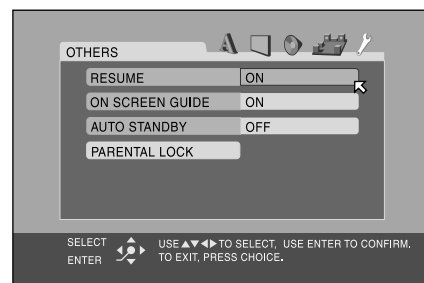 OTHERS
RESUME ON
ON SCREEN GUIDE ON
AUTO STANDBY OFF
PARENTAL LOCK
SELECT USE ▲▼◀▶ TO SELECT, USE ENTER TO CONFIRM.
ENTER TO EXIT, PRESS CHOICE.